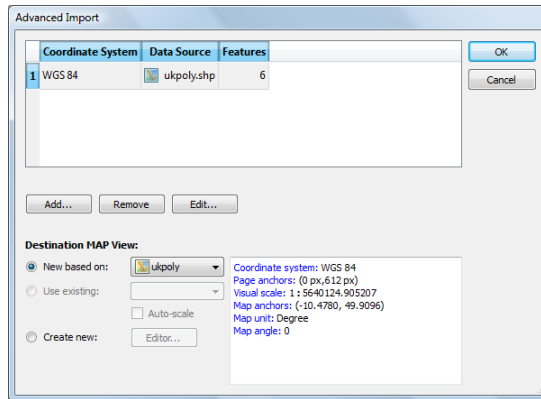 Advanced Import
Coordinate System Data Source Features
1 WGS 84 ukpoly.shp 6
OK
Cancel
Add... Remove Edit...
Destination MAP View:
New based on: ukpoly
Use existing:
Auto-scale
Create new: Editor...
Coordinate system: WGS 84
Page anchors: (0 px,612 px)
Visual scale: 1 : 5640124.905207
Map anchors: (-10.4780, 49.9096)
Map unit: Degree
Map angle: 0